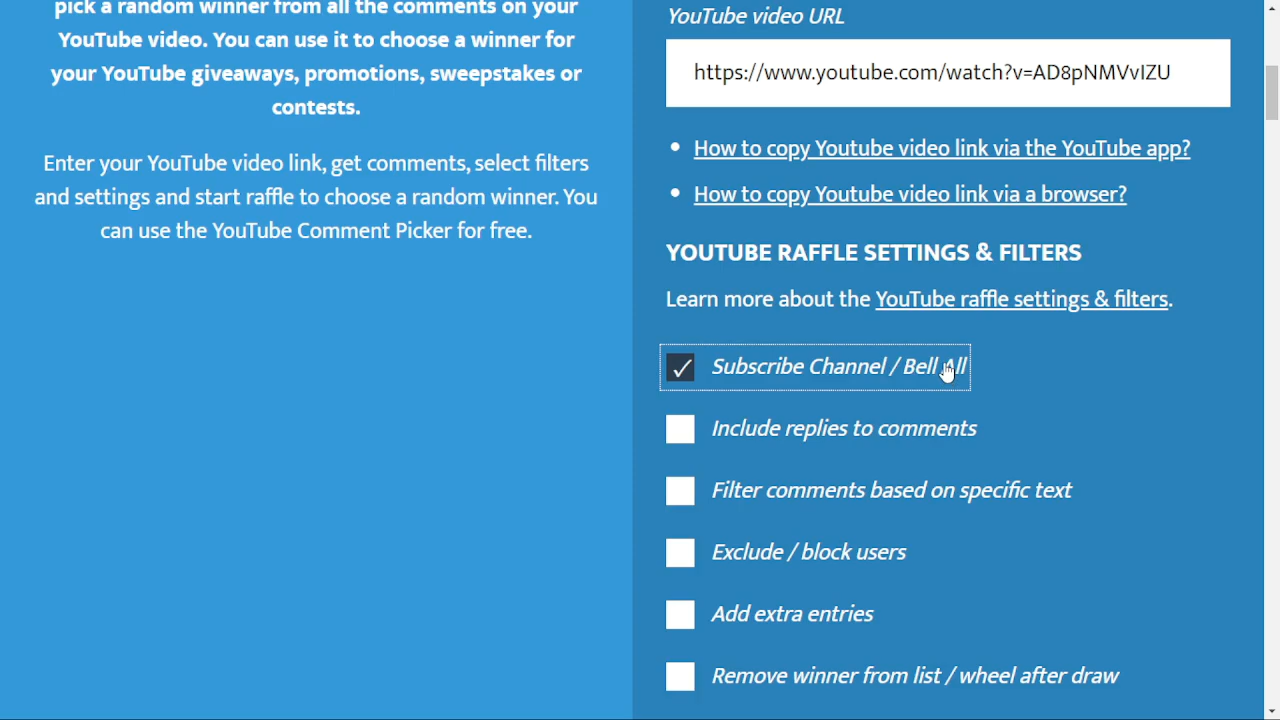 pick a random winner from all the comments on your
YouTube video. You can use it to choose a winner for
your YouTube giveaways, promotions, sweepstakes or
contests.
Enter your YouTube video link, get comments, select filters
and settings and start raffle to choose a random winner. You
can use the YouTube Comment Picker for free.
YouTube video URL
https://www.youtube.com/watch?v=AD8pNMVvIZU
How to copy Youtube video link via the YouTube app?
How to copy Youtube video link via a browser?
YOUTUBE RAFFLE SETTINGS & FILTERS
Learn more about the YouTube raffle settings & filters.
Subscribe Channel / Bell All
Include replies to comments
Filter comments based on specific text
Exclude / block users
Add extra entries
Remove winner from list / wheel after draw